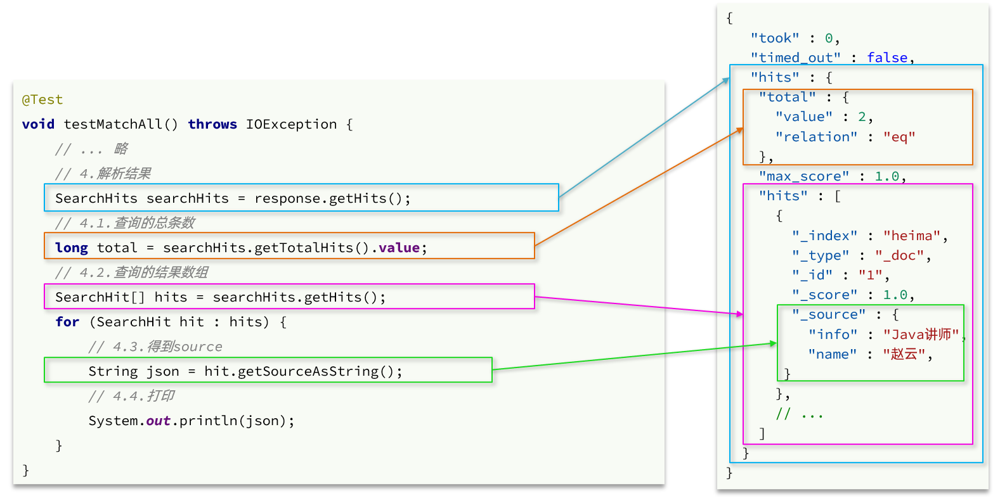 @Test
void testMatchAll() throws IOException {
    // ... 略
    // 4.解析结果
    SearchHits searchHits = response.getHits();
    // 4.1.查询的总条数
    long total = searchHits.getTotalHits().value;
    // 4.2.查询的结果数组
    SearchHit[] hits = searchHits.getHits();
    for (SearchHit hit : hits) {
        // 4.3.得到source
        String json = hit.getSourceAsString();
        // 4.4.打印
        System.out.println(json);
    }
}
{
   "took" : 0,
   "timed_out" : false,
   "hits" : {
    "total" : {
      "value" : 2,
      "relation" : "eq"
    },
    "max_score" : 1.0,
    "hits" : [
      {
        "_index" : "heima",
        "_type" : "_doc",
        "_id" : "1",
        "_score" : 1.0,
        "_source" : {
          "info" : "Java讲师",
          "name" : "赵云",
       }
      },
      // ...
    ]
  }
}